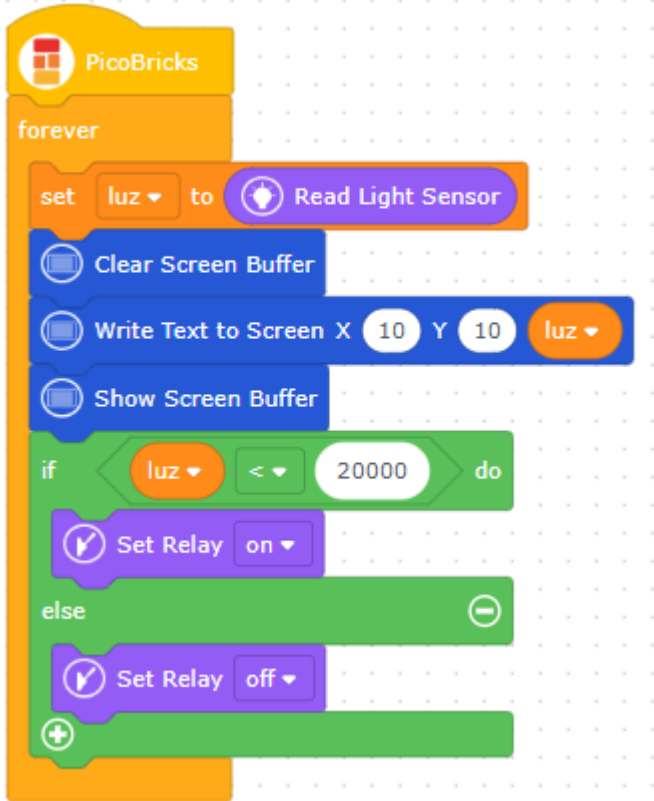 PicoBricks
forever
set luz to Read Light Sensor
Clear Screen Buffer
Write Text to Screen X 10 Y 10 luz
Show Screen Buffer
if luz < 20000 do
Set Relay on
else
Set Relay off